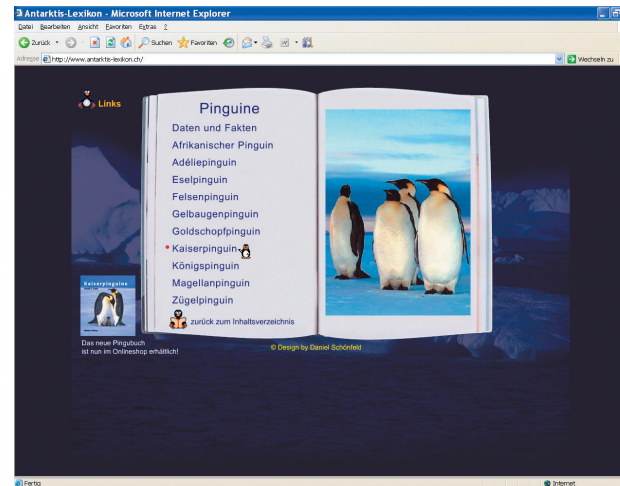 Antarktis-Lexikon - Microsoft Internet Explorer
Datei Bearbeiten Ansicht Favoriten Extras ?
Zurück Suchen Favoriten
Adresse http://www.antarktis-lexikon.ch/ Wechseln zu
Links
Pinguine
Daten und Fakten
Afrikanischer Pinguin
Adéliepinguin
Eselpinguin
Felsenpinguin
Gelbaugenpinguin
Goldschopfpinguin
Kaiserpinguin
Königspinguin
Magellanpinguin
Zügelpinguin
zurück zum Inhaltsverzeichnis
Kaiserpinguine
Das neue Pingubuch
ist nun im Onlineshop erhältlich!
© Design by Daniel Schönfeld
Fertig Internet